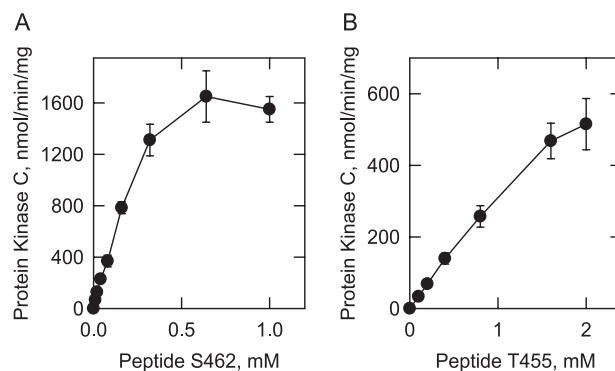 A
Protein Kinase C, nmol/min/mg
1600
1200
800
400
0
0.0
0.5
1.0
Peptide S462, mM
B
Protein Kinase C, nmol/min/mg
600
400
200
0
0
1
2
Peptide T455, mM